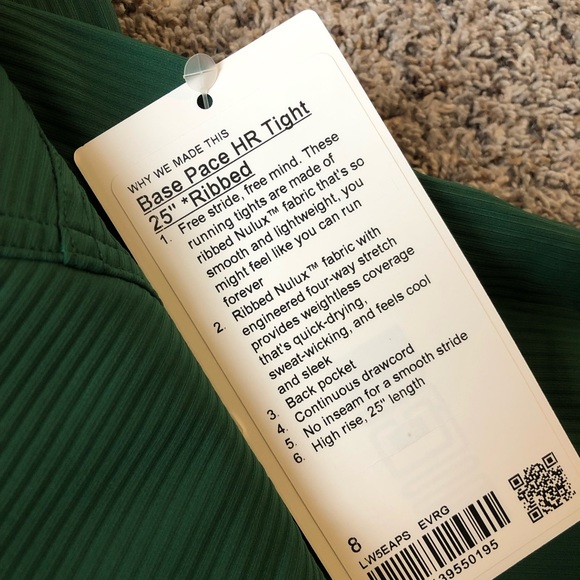 WHY WE MADE THIS
Base Pace HR Tight
25" *Ribbed
1. Free stride, free mind. These
running tights are made of
ribbed Nulux™ fabric that's so
smooth and lightweight, you
might feel like you can run
forever
2. Ribbed Nulux™ fabric with
engineered four-way stretch
provides weightless coverage
that's quick-drying,
sweat-wicking, and feels cool
and sleek
3. Back pocket
4. Continuous drawcord
5. No inseam for a smooth stride
6. High rise, 25" length
8
LW5EAPS EVRG
39550195